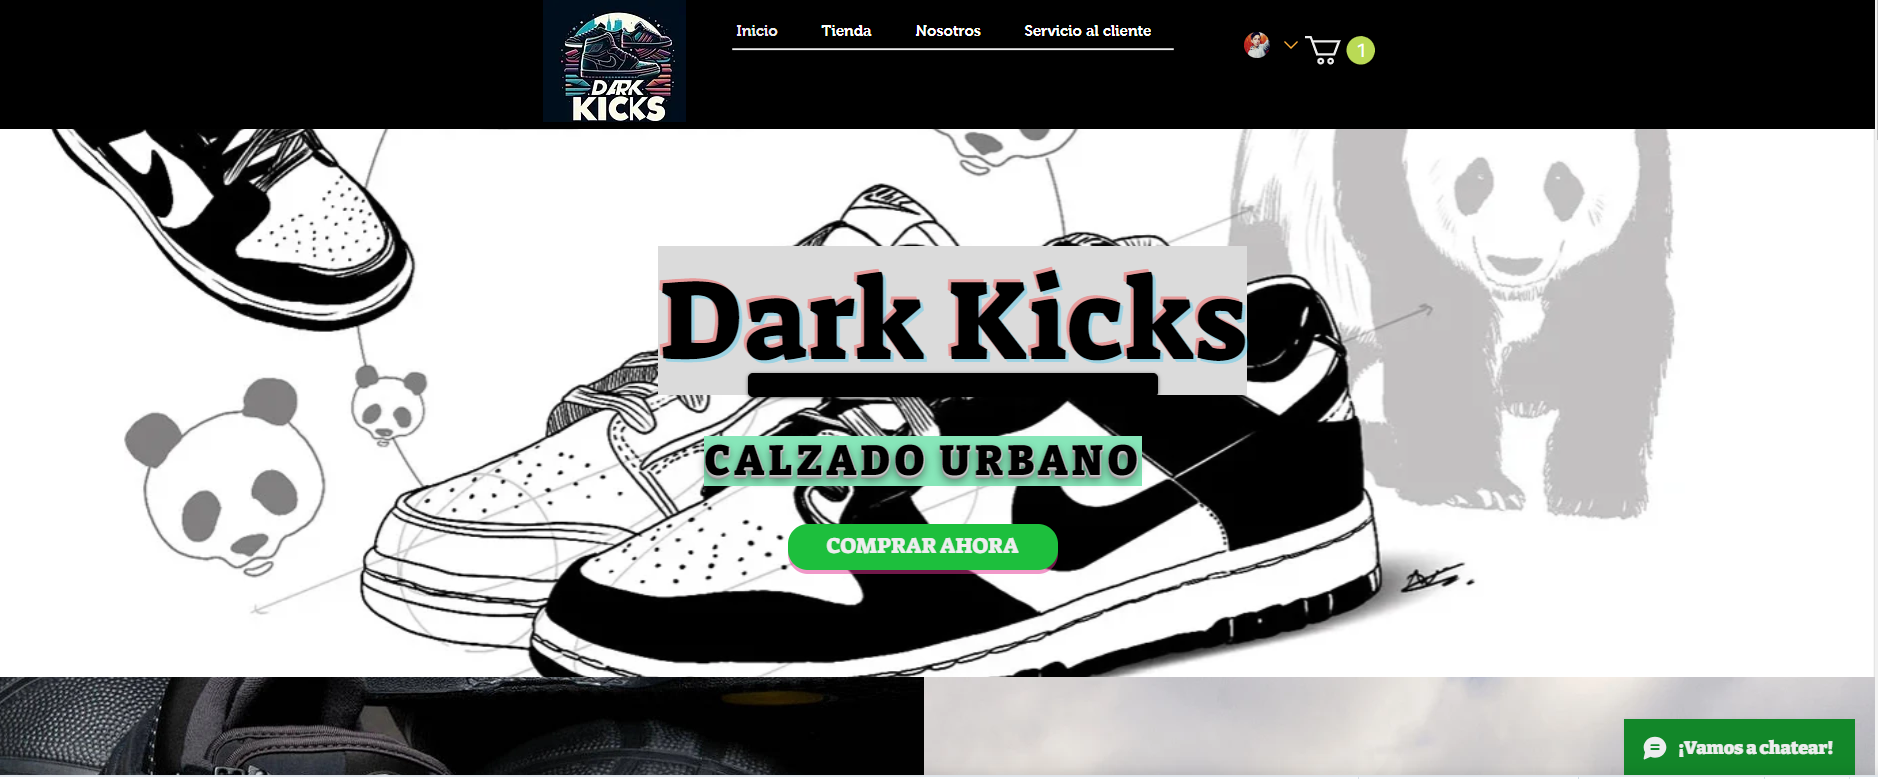 DARK
KICKS
Inicio
Tienda
Nosotros
Servicio al cliente
1
Dark Kicks
CALZADO URBANO
COMPRAR AHORA
¡Vamos a chatear!